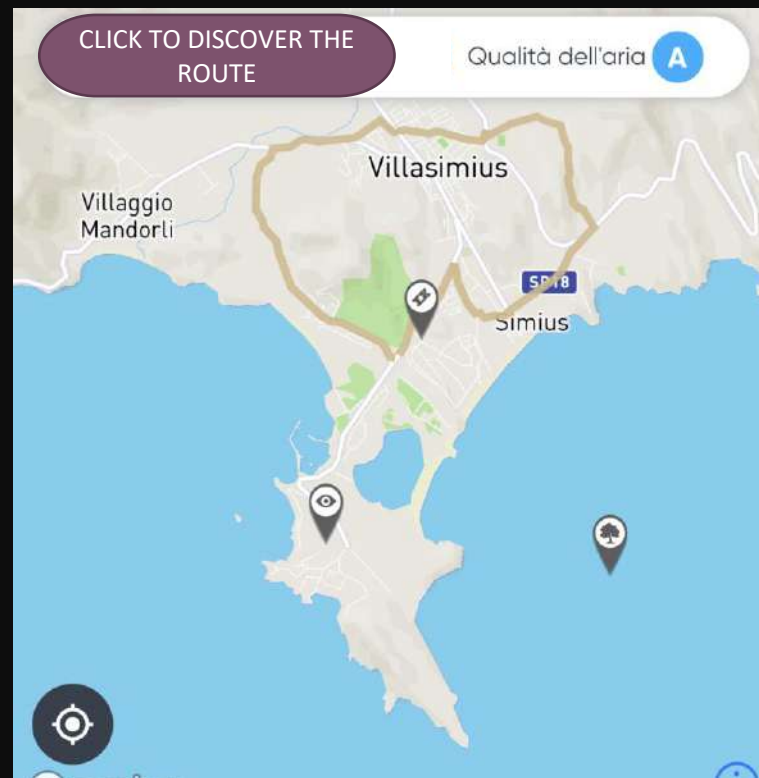 CLICK TO DISCOVER THE
ROUTE
Qualità dell'aria A
Villasimius
Villaggio
Mandorli
SP18
Simius